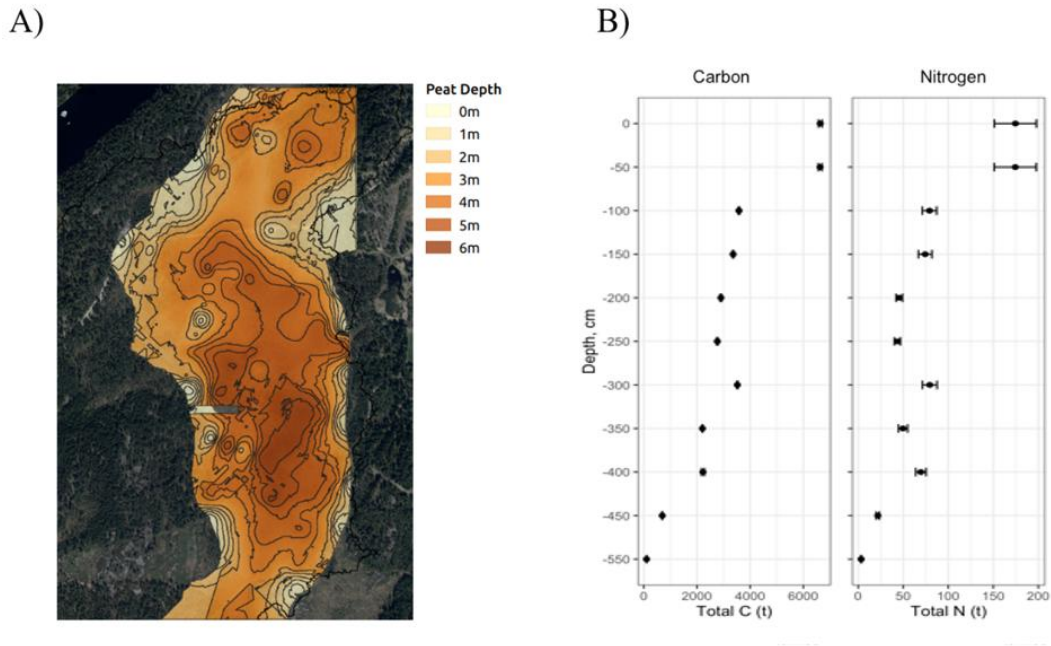 A)
B)
Peat Depth
0m
1m
2m
3m
4m
5m
6m
Carbon
Nitrogen
Depth, cm
0
-50
-100
-150
-200
-250
-300
-350
-400
-450
-550
0 2000 4000 6000
0 50 100 150 200
Total C (t)
Total N (t)